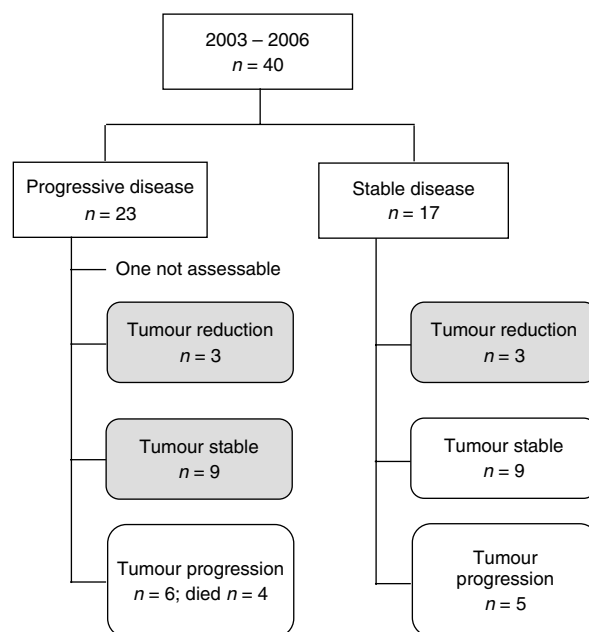 2003 – 2006
n = 40
Progressive disease
n = 23
Stable disease
n = 17
One not assessable
Tumour reduction
n = 3
Tumour reduction
n = 3
Tumour stable
n = 9
Tumour stable
n = 9
Tumour progression
n = 6; died n = 4
Tumour
progression
n = 5